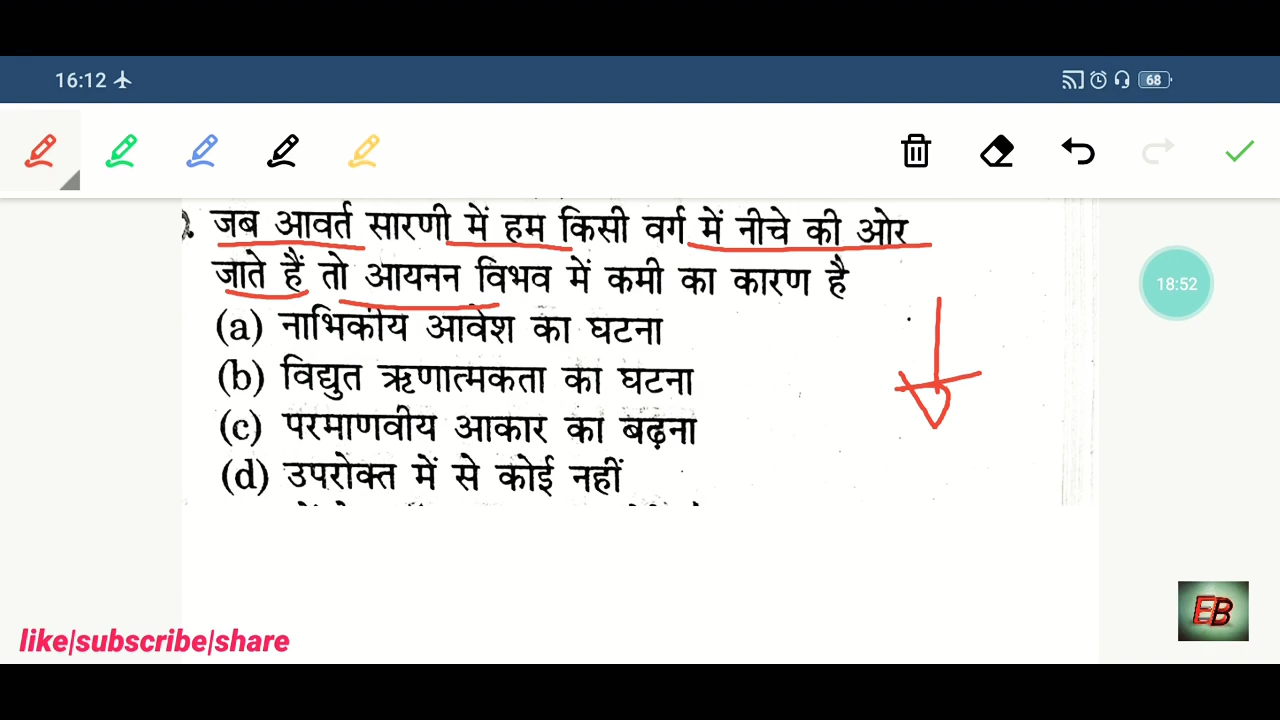 16:12
68
जब आवर्त सारणी में हम किसी वर्ग में नीचे की ओर
जाते हैं तो आयनन विभव में कमी का कारण है
18:52
(a) नाभिकीय आवेश का घटना
(b) विद्युत ऋणात्मकता का घटना
(c) परमाणवीय आकार का बढ़ना
(d) उपरोक्त में से कोई नहीं
EB
like|subscribe|share